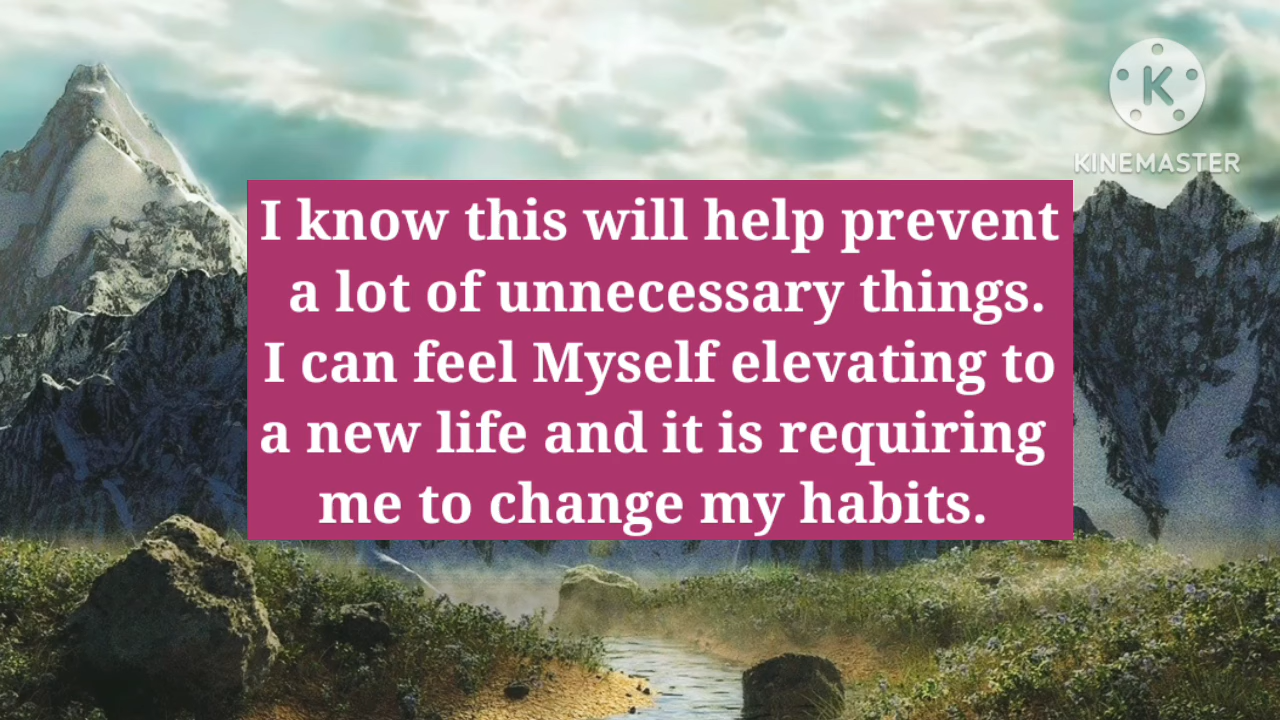 K
KINEMASTER
I know this will help prevent
a lot of unnecessary things.
I can feel Myself elevating to
a new life and it is requiring
me to change my habits.